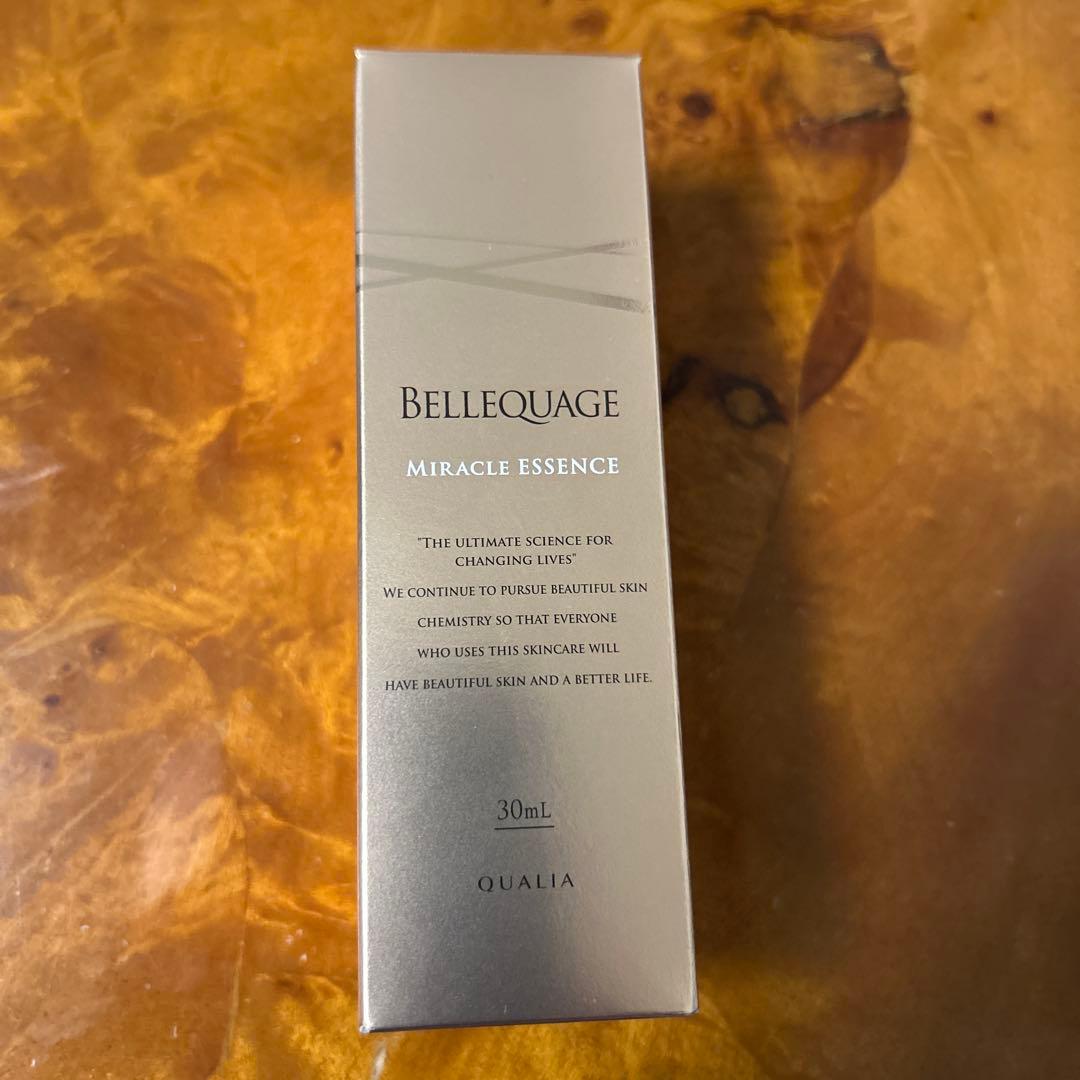 BELLEQUAGE
MIRACLE ESSENCE
"THE ULTIMATE SCIENCE FOR
CHANGING LIVES"
WE CONTINUE TO PURSUE BEAUTIFUL SKIN
CHEMISTRY SO THAT EVERYONE
WHO USES THIS SKINCARE WILL
HAVE BEAUTIFUL SKIN AND A BETTER LIFE.
30mL
QUALIA